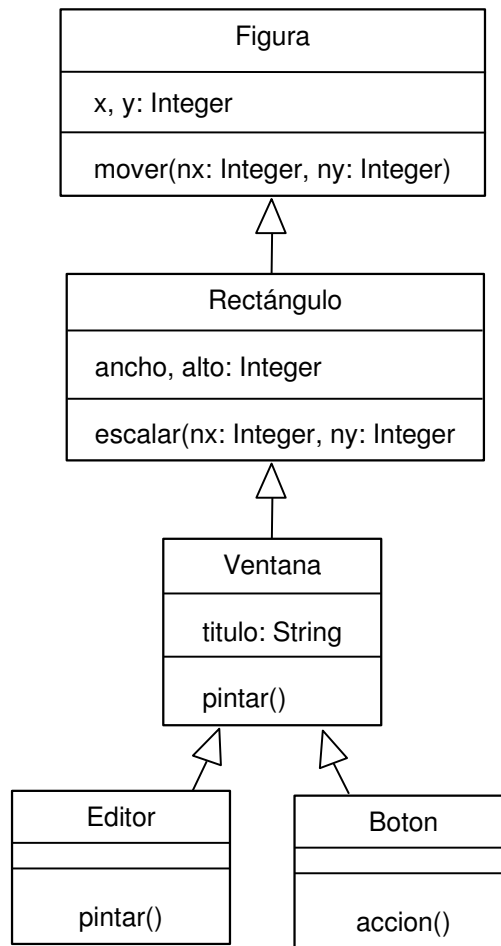 Figura
x, y: Integer
mover(nx: Integer, ny: Integer)
Rectángulo
ancho, alto: Integer
escalar(nx: Integer, ny: Integer
Ventana
titulo: String
pintar()
Editor
pintar()
Boton
accion()